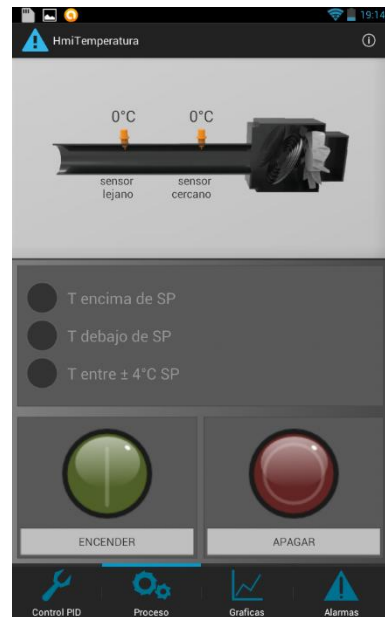 19:14
HmiTemperatura
0°C 0°C
sensor lejano
sensor cercano
T encima de SP
T debajo de SP
T entre ± 4°C SP
ENCENDER APAGAR
Control PID Proceso Graficas Alarmas